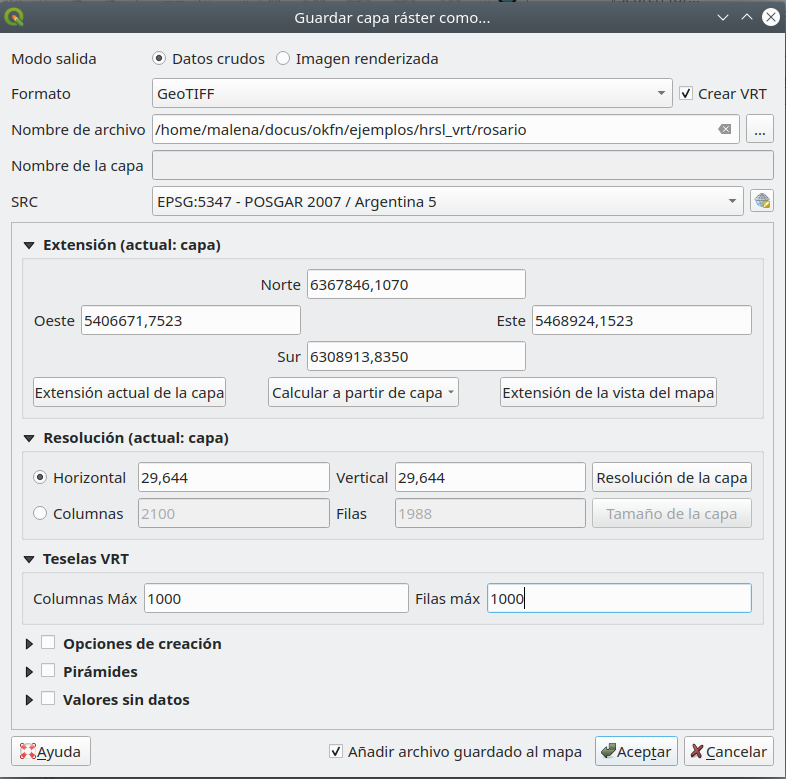 Guardar capa ráster como...
Modo salida Datos crudos Imagen renderizada
Formato GeoTIFF Crear VRT
Nombre de archivo /home/malena/docus/okfn/ejemplos/hrsl_vrt/rosario ...
Nombre de la capa
SRC EPSG:5347 - POSGAR 2007 / Argentina 5
Extensión (actual: capa)
Norte 6367846,1070
Oeste 5406671,7523 Este 5468924,1523
Sur 6308913,8350
Extensión actual de la capa Calcular a partir de capa Extensión de la vista del mapa
Resolución (actual: capa)
Horizontal 29,644 Vertical 29,644 Resolución de la capa
Columnas 2100 Filas 1988 Tamaño de la capa
Teselas VRT
Columnas Máx 1000 Filas máx 1000
Opciones de creación
Pirámides
Valores sin datos
Ayuda Añadir archivo guardado al mapa Aceptar Cancelar